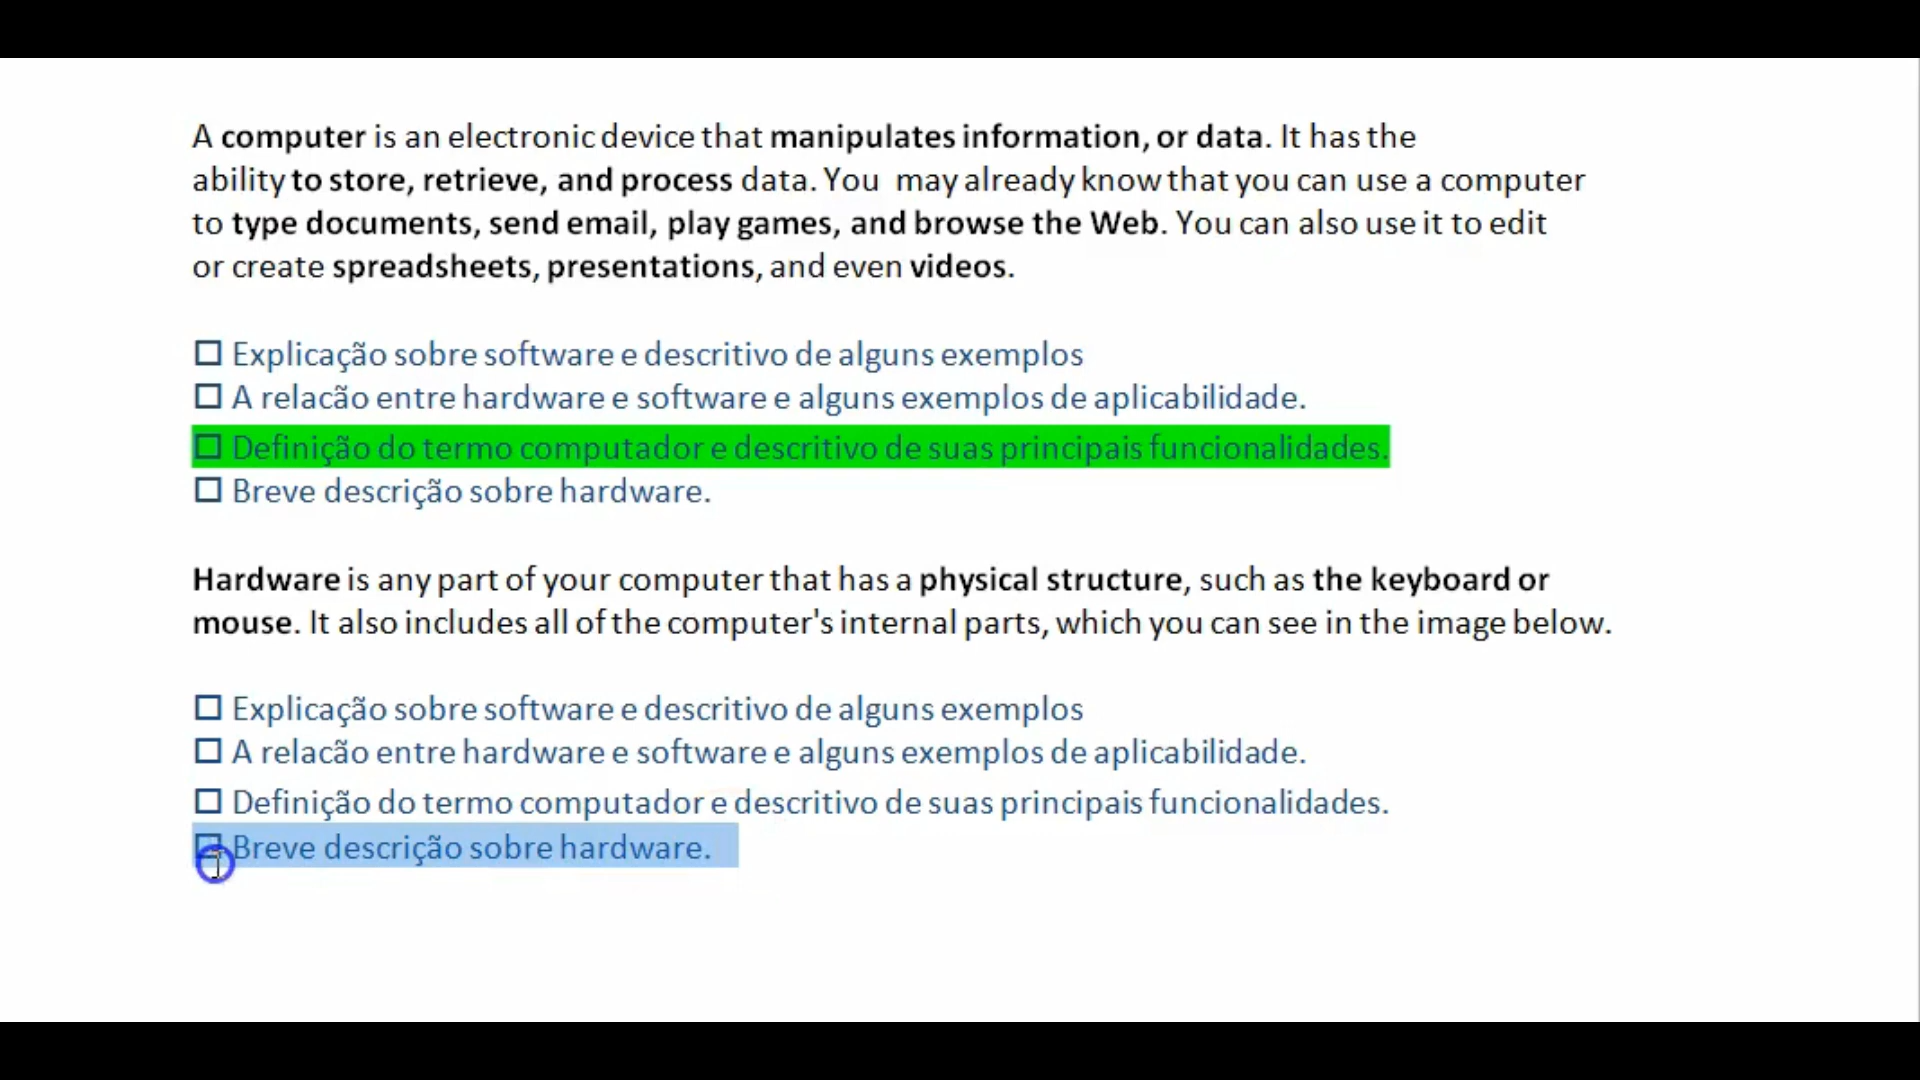 A computer is an electronic device that manipulates information, or data. It has the
ability to store, retrieve, and process data. You may already know that you can use a computer
to type documents, send email, play games, and browse the Web. You can also use it to edit
or create spreadsheets, presentations, and even videos.
☐ Explicação sobre software e descritivo de alguns exemplos
☐ A relacão entre hardware e software e alguns exemplos de aplicabilidade.
☐ Definição do termo computador e descritivo de suas principais funcionalidades.
☐ Breve descrição sobre hardware.
Hardware is any part of your computer that has a physical structure, such as the keyboard or
mouse. It also includes all of the computer's internal parts, which you can see in the image below.
☐ Explicação sobre software e descritivo de alguns exemplos
☐ A relacão entre hardware e software e alguns exemplos de aplicabilidade.
☐ Definição do termo computador e descritivo de suas principais funcionalidades.
☐ Breve descrição sobre hardware.